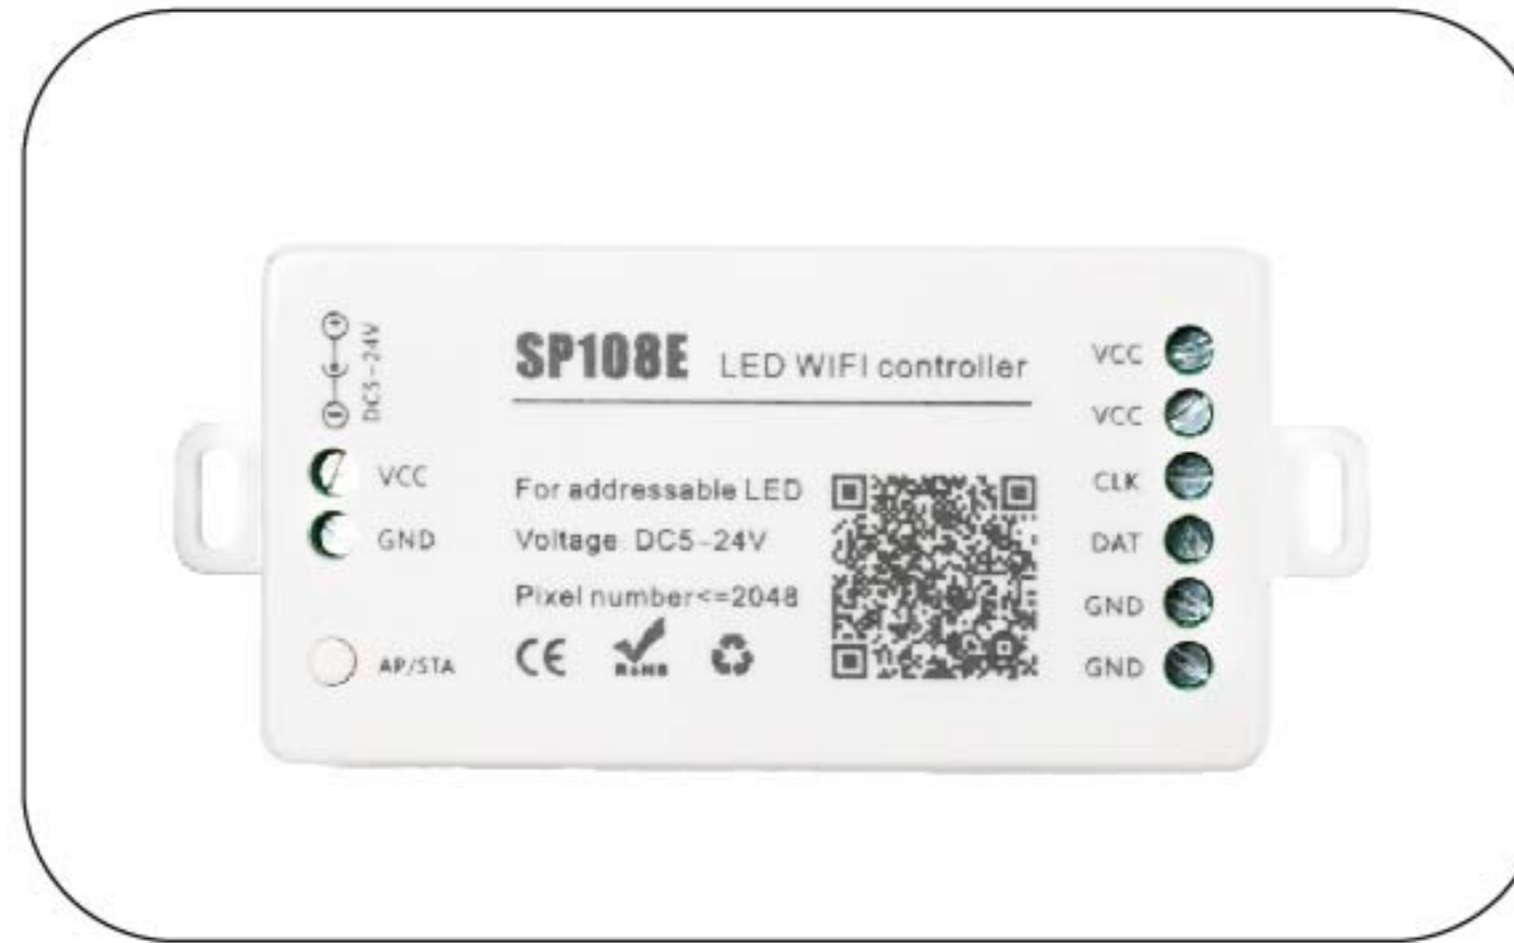 DC5-24V
VCC
GND
AP/STA
SP108E LED WIFI controller
For addressable LED
Voltage: DC5-24V
Pixel number<=2048
CE
RoHS
VCC
VCC
CLK
DAT
GND
GND